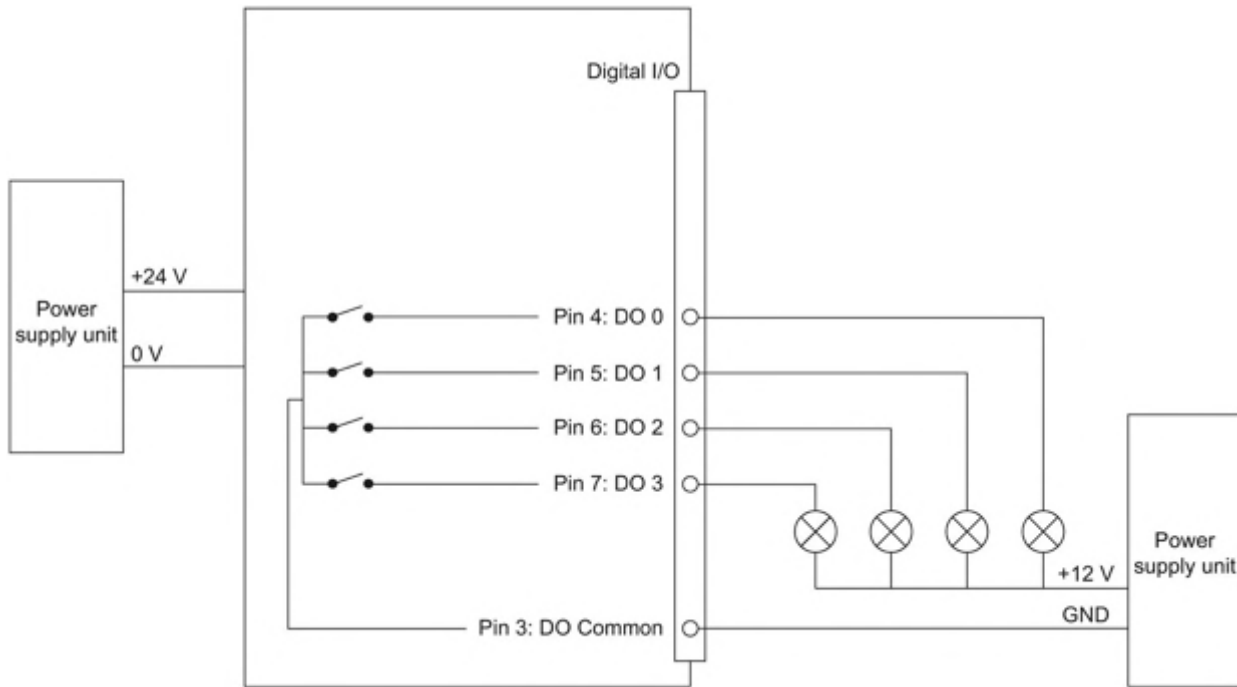 Digital I/O
+24 V
Power
supply unit
0 V
Pin 4: DO 0
Pin 5: DO 1
Pin 6: DO 2
Pin 7: DO 3
+12 V
Power
supply unit
GND
Pin 3: DO Common